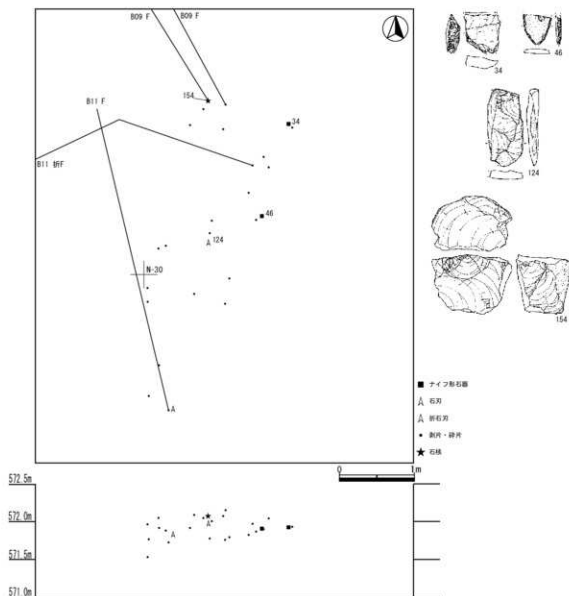 B09 F
B09 F
154
B11 F
34
B11 折F
46
124
N-30
A
34
46
124
154
■ ナイフ形石器
A 石刃
A 折石刃
• 剥片・砕片
★ 石核
0 1m
572.5m
572.0m
571.5m
571.0m